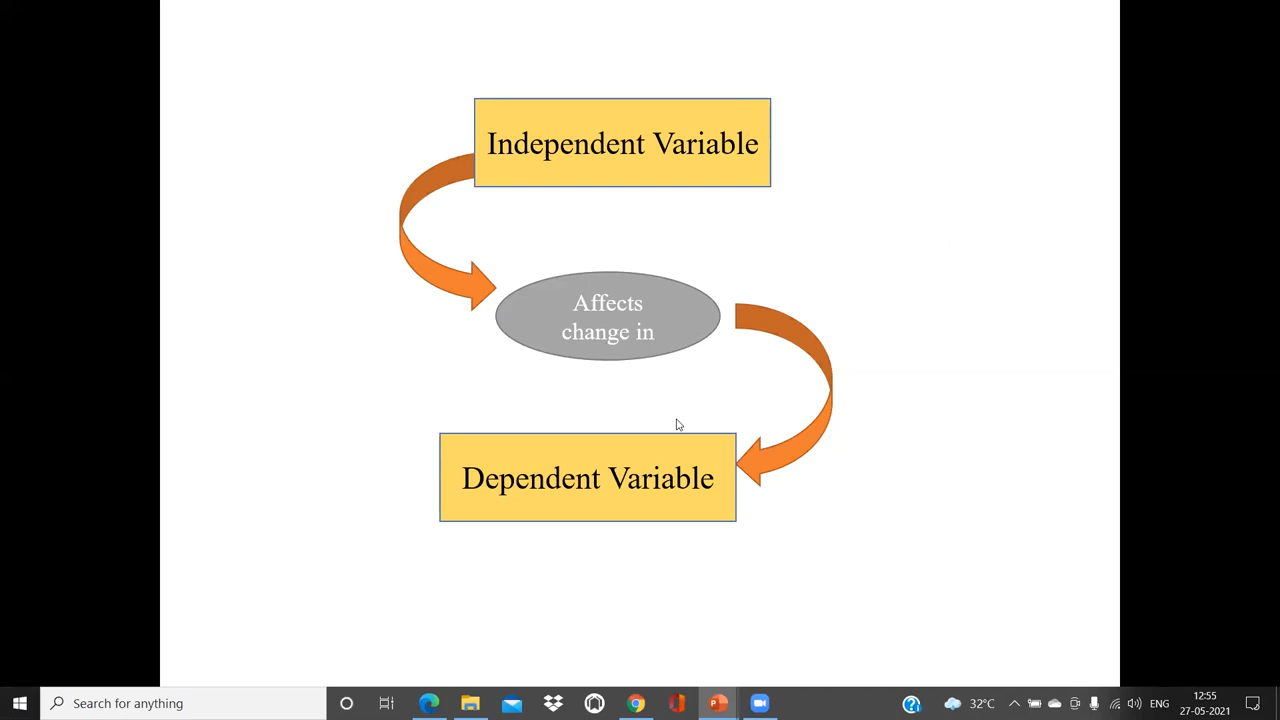 Independent Variable
Affects
change in
Dependent Variable
Search for anything
32°C
ENG
12:55
27-05-2021